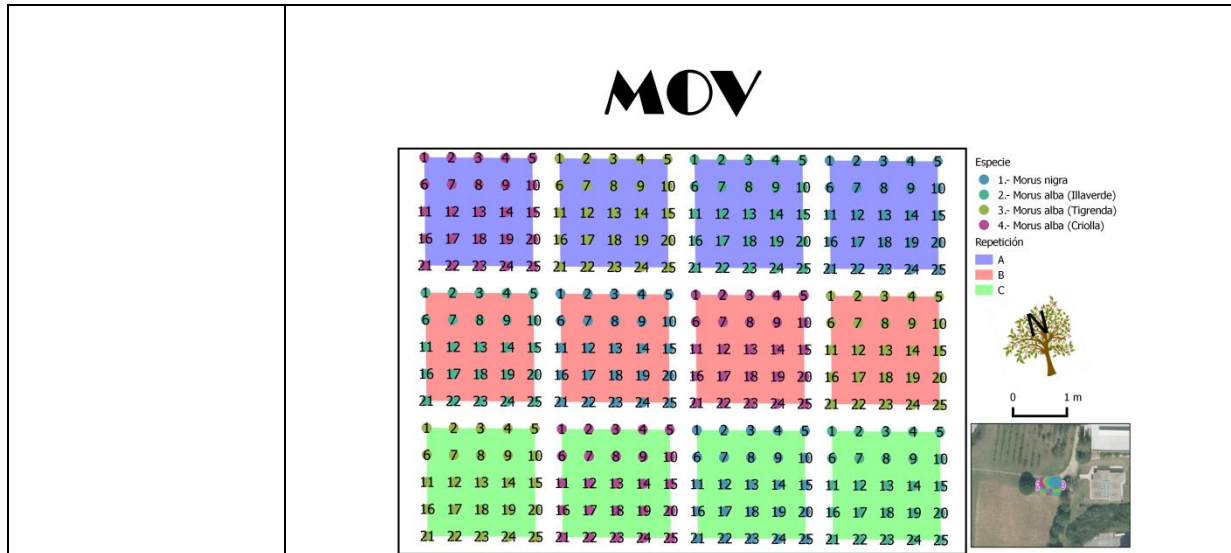 MOV
1 2 3 4 5 1 2 3 4 5 1 2 3 4 5 1 2 3 4 5
6 7 8 9 10 6 7 8 9 10 6 7 8 9 10 6 7 8 9 10
11 12 13 14 15 11 12 13 14 15 11 12 13 14 15 11 12 13 14 15
16 17 18 19 20 16 17 18 19 20 16 17 18 19 20 16 17 18 19 20
21 22 23 24 25 21 22 23 24 25 21 22 23 24 25 21 22 23 24 25
1 2 3 4 5 1 2 3 4 5 1 2 3 4 5 1 2 3 4 5
6 7 8 9 10 6 7 8 9 10 6 7 8 9 10 6 7 8 9 10
11 12 13 14 15 11 12 13 14 15 11 12 13 14 15 11 12 13 14 15
16 17 18 19 20 16 17 18 19 20 16 17 18 19 20 16 17 18 19 20
21 22 23 24 25 21 22 23 24 25 21 22 23 24 25 21 22 23 24 25
1 2 3 4 5 1 2 3 4 5 1 2 3 4 5 1 2 3 4 5
6 7 8 9 10 6 7 8 9 10 6 7 8 9 10 6 7 8 9 10
11 12 13 14 15 11 12 13 14 15 11 12 13 14 15 11 12 13 14 15
16 17 18 19 20 16 17 18 19 20 16 17 18 19 20 16 17 18 19 20
21 22 23 24 25 21 22 23 24 25 21 22 23 24 25 21 22 23 24 25
Especie
1.- Morus nigra
2.- Morus alba (Illaverde)
3.- Morus alba (Tigrenda)
4.- Morus alba (Criolla)
Repetición
A
B
C
N
0 1 m